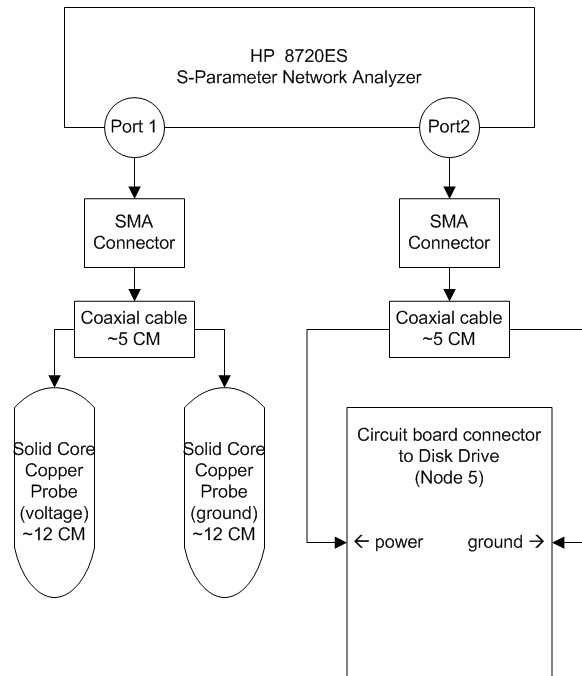 HP 8720ES
S-Parameter Network Analyzer
Port 1
Port2
SMA
Connector
SMA
Connector
Coaxial cable
~5 CM
Coaxial cable
~5 CM
Solid Core
Copper
Probe
(voltage)
~12 CM
Solid Core
Copper
Probe
(ground)
~12 CM
Circuit board connector
to Disk Drive
(Node 5)
← power
ground →